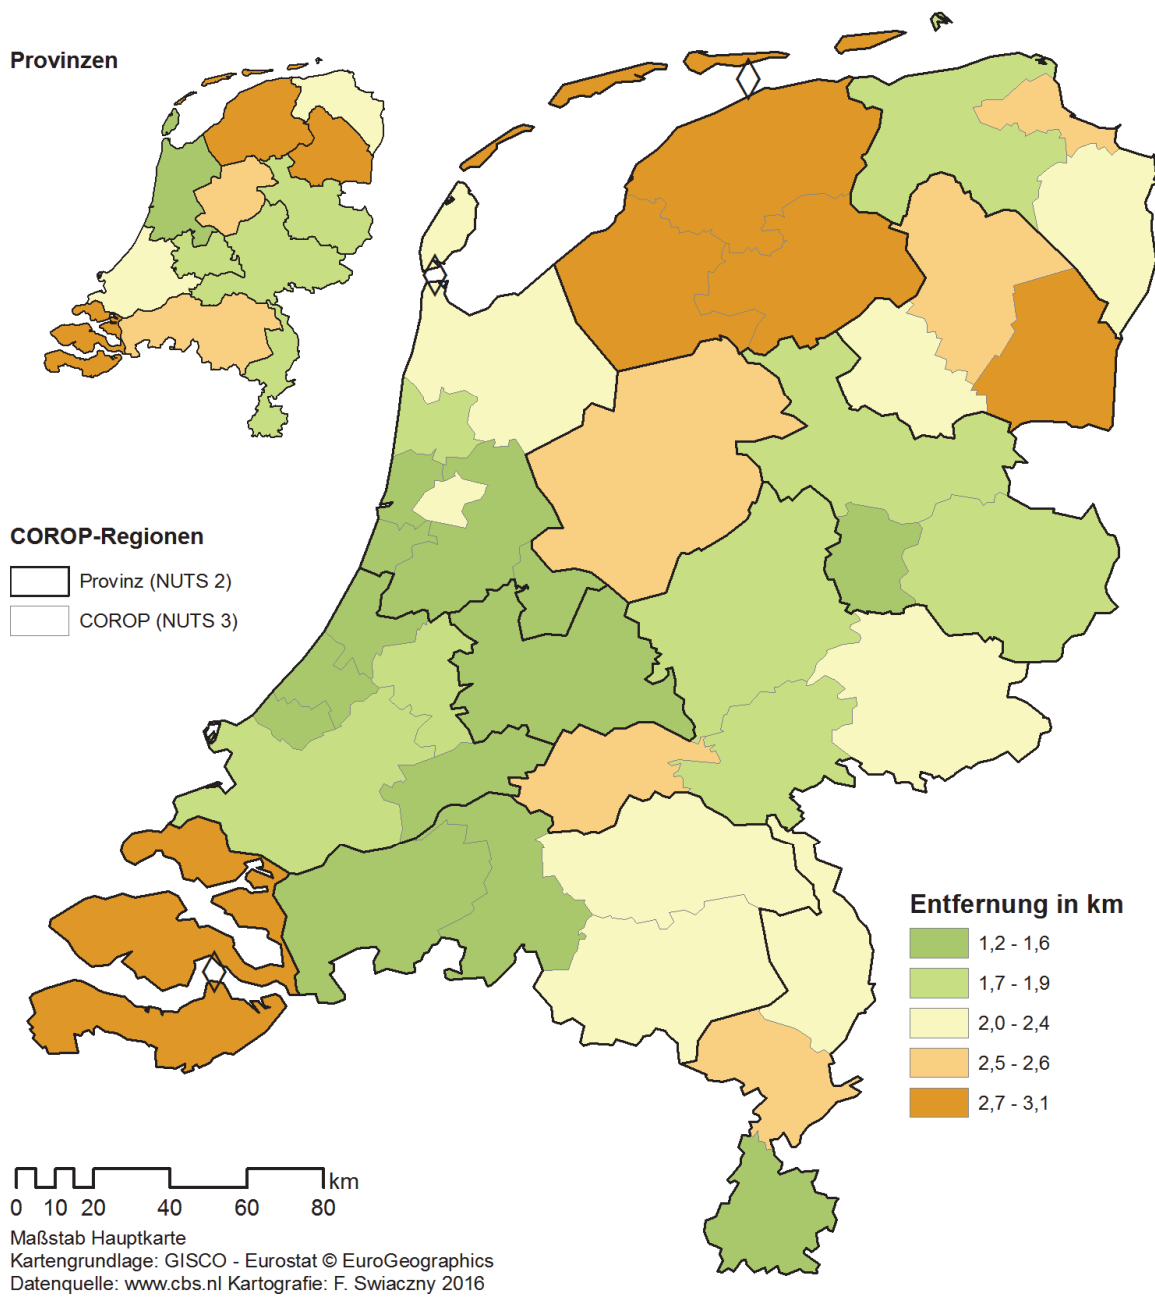 Provinzen
COROP-Regionen
Provinz (NUTS 2)
COROP (NUTS 3)
Entfernung in km
1,2 - 1,6
1,7 - 1,9
2,0 - 2,4
2,5 - 2,6
2,7 - 3,1
km
0 10 20 40 60 80
Maßstab Hauptkarte
Kartengrundlage: GISCO - Eurostat © EuroGeographics
Datenquelle: www.cbs.nl Kartografie: F. Swiaczny 2016